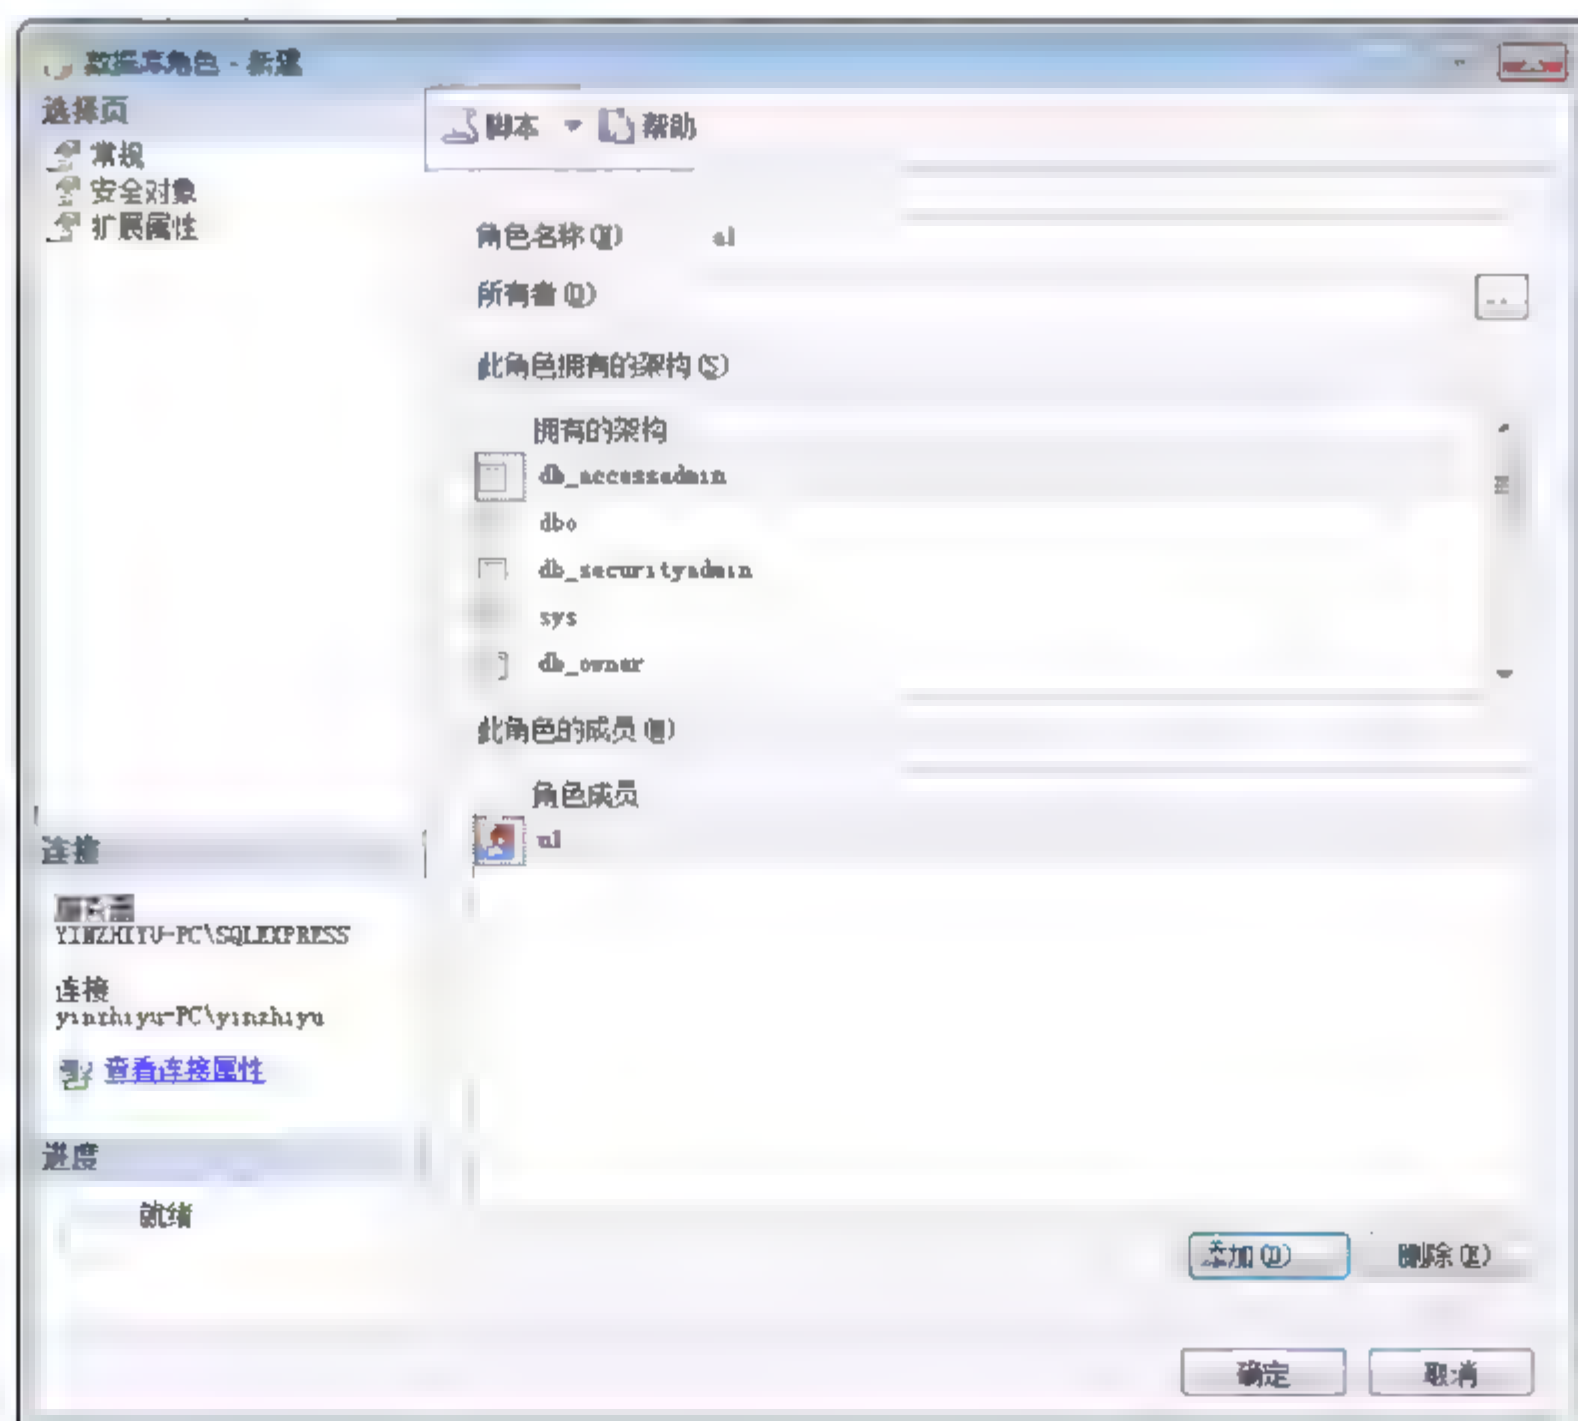 数据库角色 - 新建
选择页
常规
安全对象
扩展属性
脚本 帮助
角色名称(N)
所有者(O)
此角色拥有的架构(S)
拥有的架构
db_accessadmin
dbo
db_securityadmin
sys
db_owner
此角色的成员(M)
角色成员
u1
连接
服务器
YINZHIYU-PC\SQLEXPRESS
连接
yinzhiyu-PC\yinzhiyu
查看连接属性
进度
就绪
添加(D) 删除(E)
确定 取消